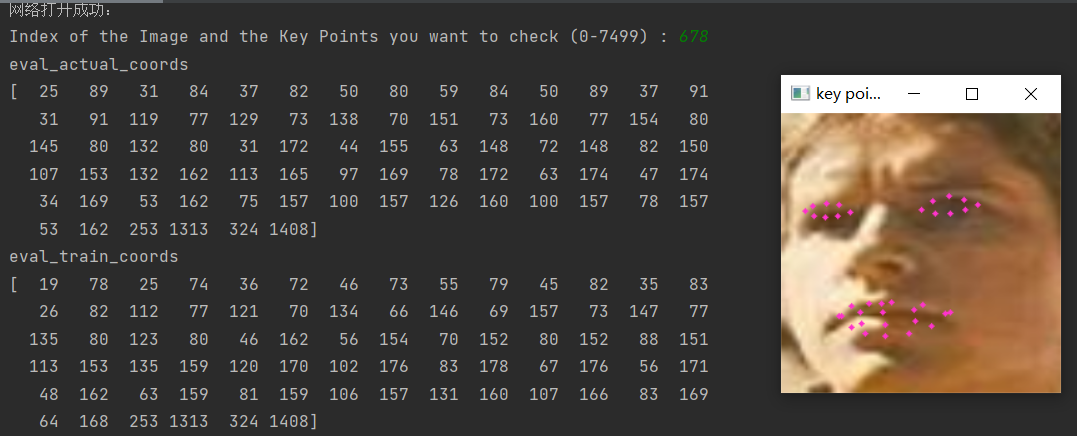 网络打开成功：
Index of the Image and the Key Points you want to check (0-7499) : 678
eval_actual_coords
[  25   89   31   84   37   82   50   80   59   84   50   89   37   91
31   91  119   77  129   73  138   70  151   73  160   77  154   80
145   80  132   80   31  172   44  155   63  148   72  148   82  150
107  153  132  162  113  165   97  169   78  172   63  174   47  174
34  169   53  162   75  157  100  157  126  160  100  157   78  157
53  162  253 1313  324 1408]
eval_train_coords
[  19   78   25   74   36   72   46   73   55   79   45   82   35   83
26   82  112   77  121   70  134   66  146   69  157   73  147   77
135   80  123   80   46  162   56  154   70  152   80  152   88  151
113  153  135  159  120  170  102  176   83  178   67  176   56  171
48  162   63  159   81  159  106  157  131  160  107  166   83  169
64  168  253 1313  324 1408]
key poi...